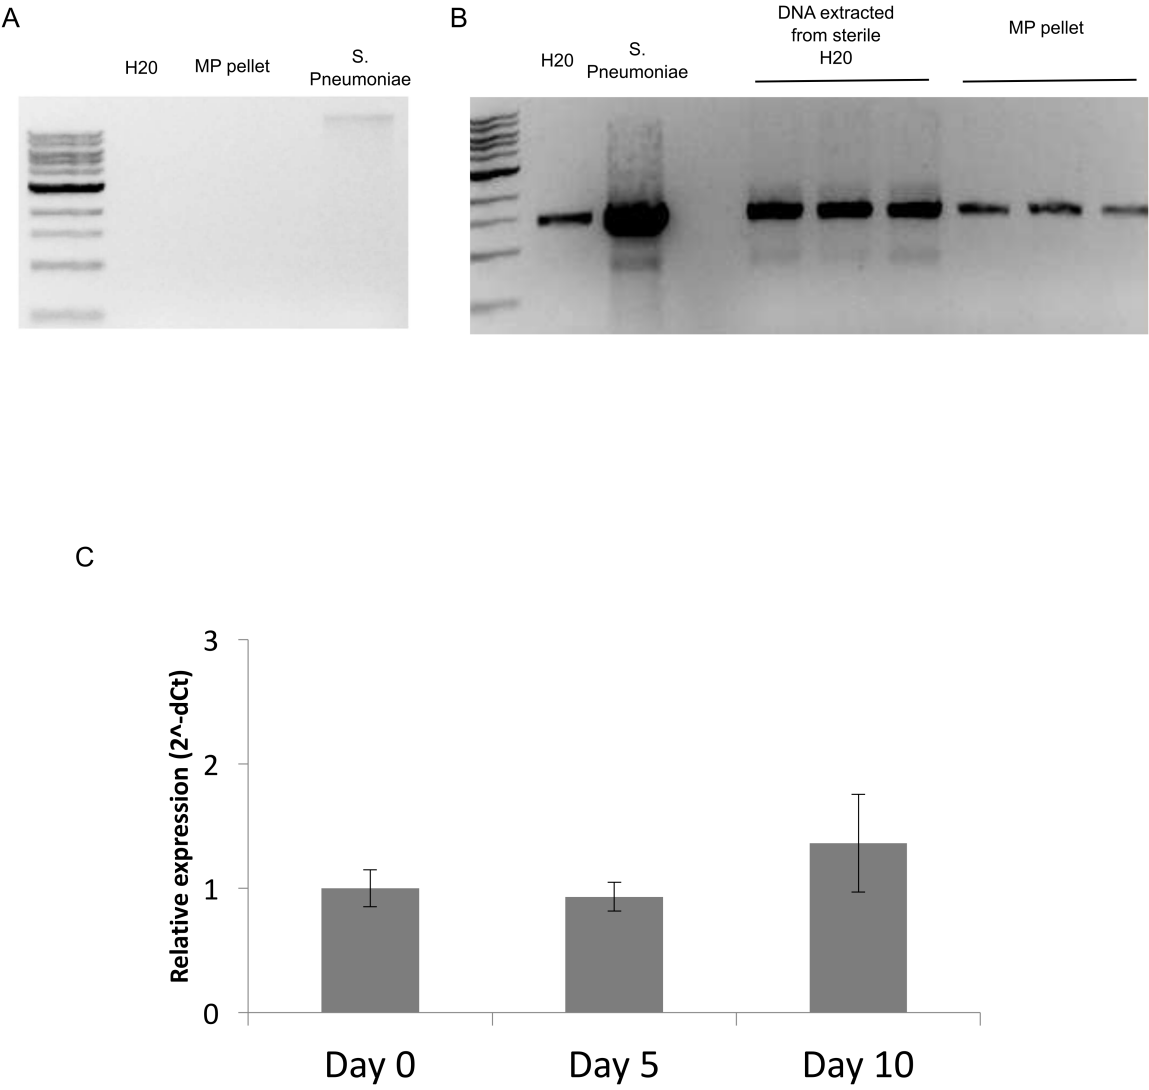 A
H20
MP pellet
S.
Pneumoniae
B
H20
S.
Pneumoniae
DNA extracted
from sterile
H20
MP pellet
C
Relative expression (2^-dCt)
3
2
1
0
Day 0
Day 5
Day 10